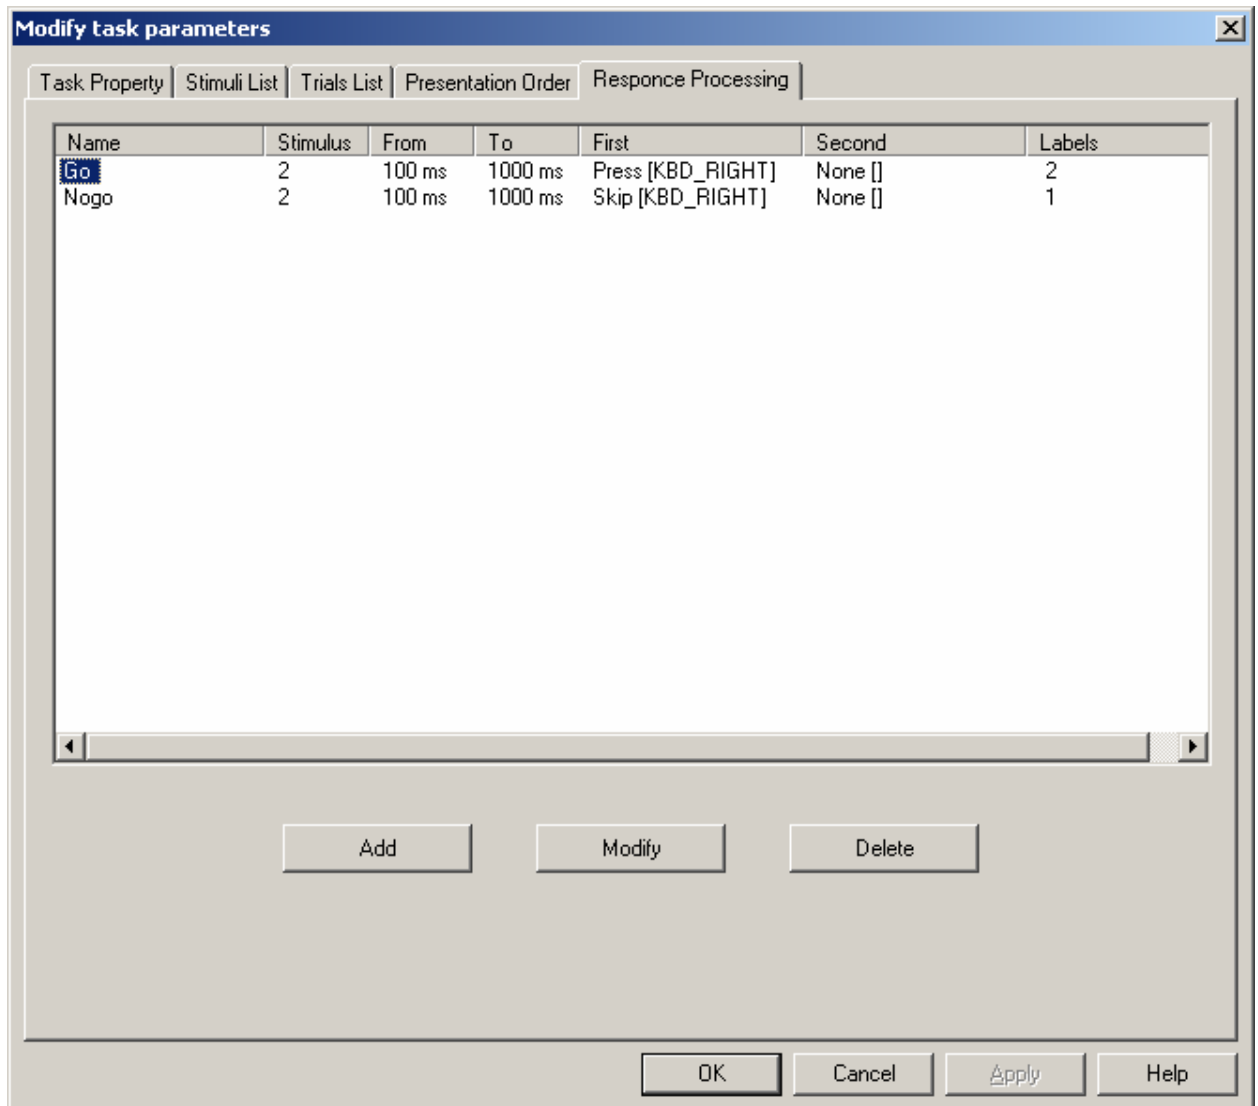 Modify task parameters
Task Property Stimuli List Trials List Presentation Order Responce Processing
Name Stimulus From To First Second Labels
Go 2 100 ms 1000 ms Press [KBD_RIGHT] None [] 2
Nogo 2 100 ms 1000 ms Skip [KBD_RIGHT] None [] 1
Add Modify Delete
OK Cancel Apply Help